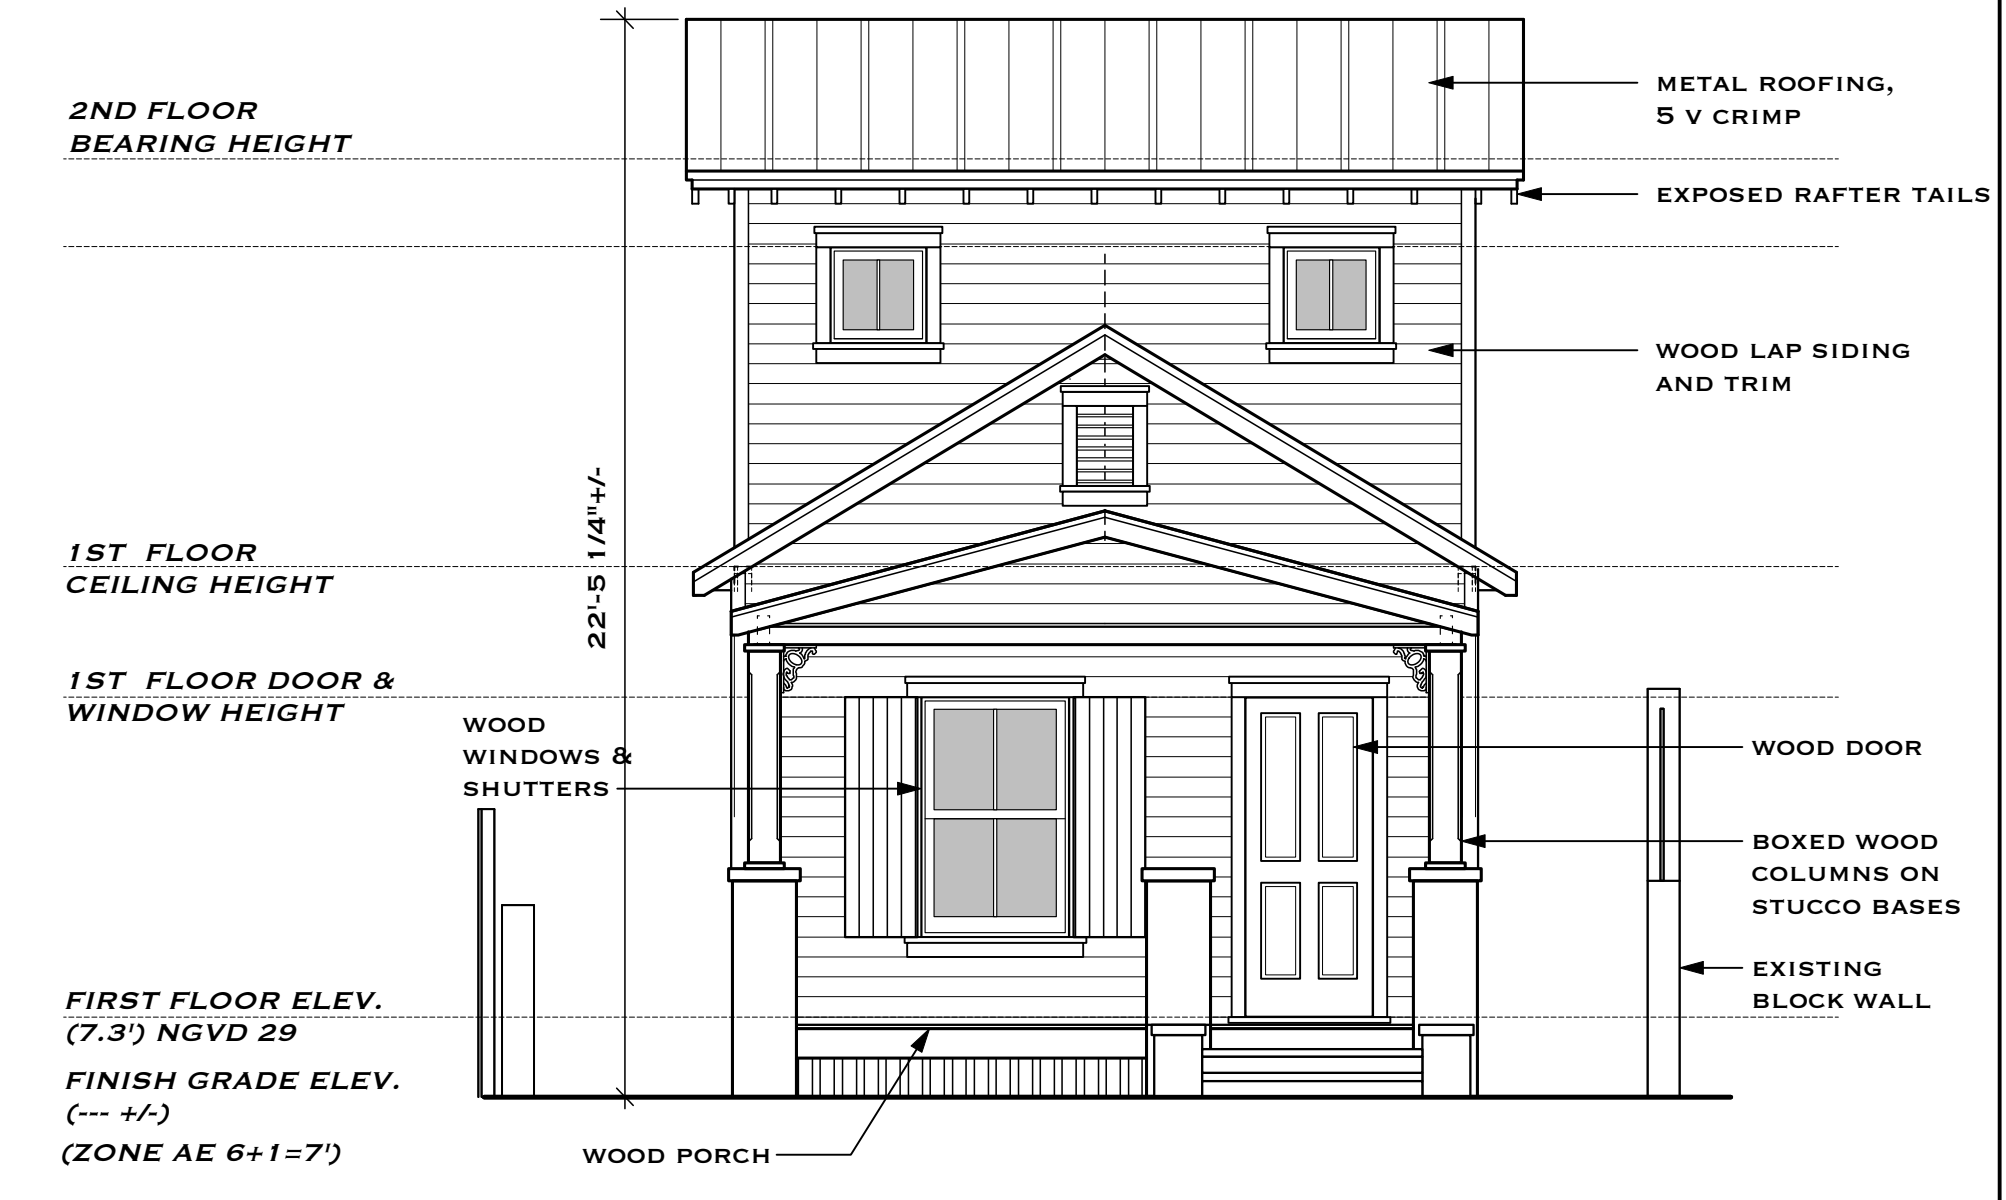 2ND FLOOR
BEARING HEIGHT
METAL ROOFING,
5 V CRIMP
EXPOSED RAFTER TAILS
WOOD LAP SIDING
AND TRIM
22'-5 1/4"+/-
1ST FLOOR
CEILING HEIGHT
1ST FLOOR DOOR &
WINDOW HEIGHT
WOOD
WINDOWS &
SHUTTERS
WOOD DOOR
BOXED WOOD
COLUMNS ON
STUCCO BASES
EXISTING
BLOCK WALL
FIRST FLOOR ELEV.
(7.3') NGVD 29
FINISH GRADE ELEV.
(--- +/-)
(ZONE AE 6+1=7')
WOOD PORCH